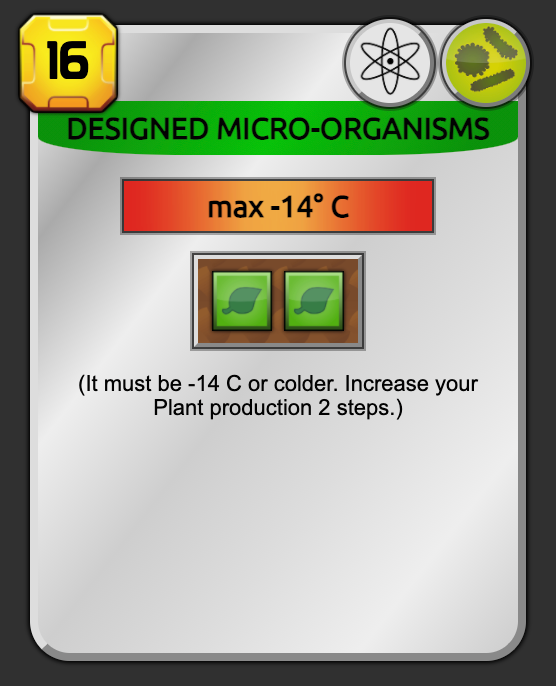 16
DESIGNED MICRO-ORGANISMS
max -14° C
(It must be -14 C or colder. Increase your
Plant production 2 steps.)